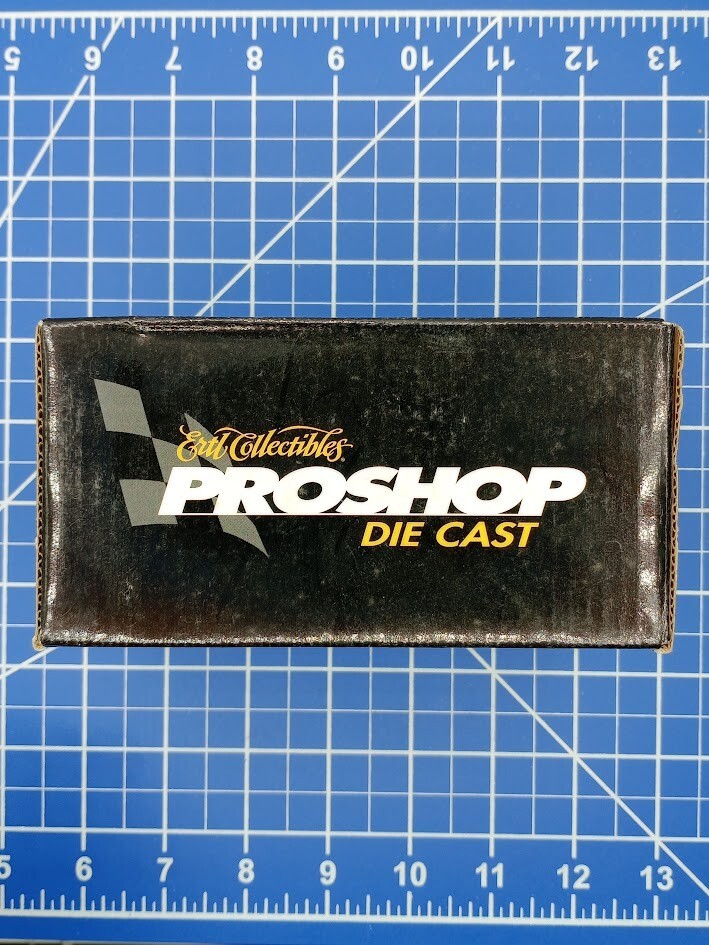 5 6 7 8 9 10 11 12 13
Ertl Collectibles
PROSHOP
DIE CAST
5 6 7 8 9 10 11 12 13